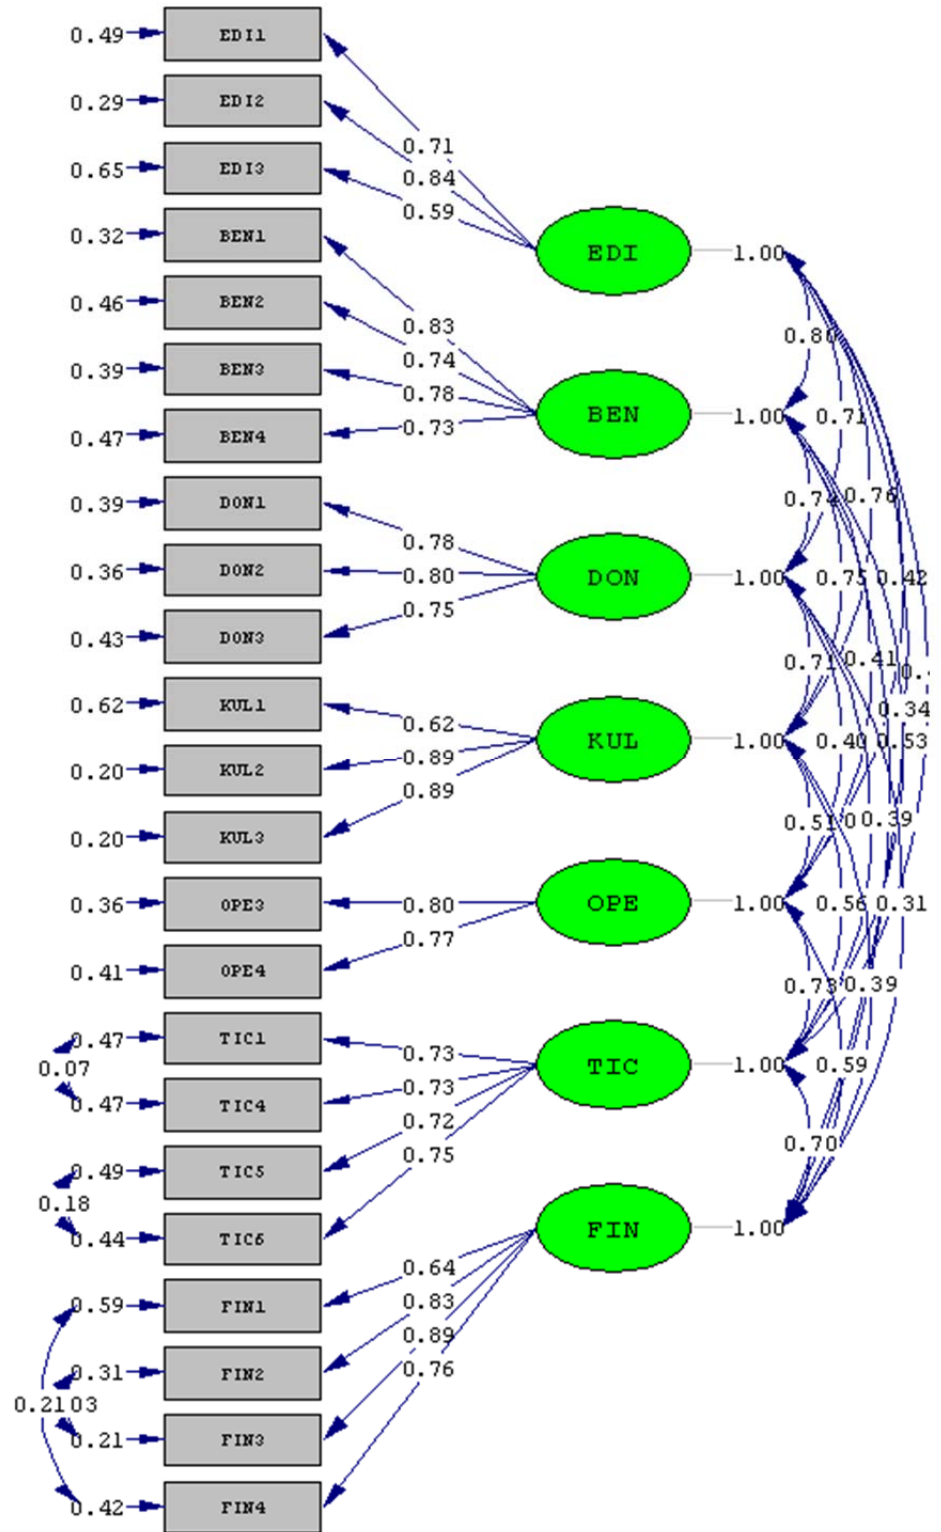 0.49 EDI1
0.29 EDI2
0.71
0.84
0.65 EDI3
0.59
0.32 BEN1
EDI 1.00
0.46 BEN2
0.83
0.80
0.74
0.39 BEN3
0.78
BEN 1.00 0.71
0.47 BEN4
0.73
0.39 DON1
0.74 0.76
0.78
0.36 DON2
0.80
DON 1.00 0.75 0.42
0.75
0.43 DON3
0.71 0.41 0.
0.62 KUL1
0.34
0.62
KUL 1.00 0.40 0.53
0.20 KUL2
0.89
0.89
0.51 0 0.39
0.20 KUL3
0.36 OPE3
0.80
OPE 1.00 0.56 0.31
0.77
0.41 OPE4
0.73 0.39
0.47 TIC1
0.73
0.07
TIC 1.00 0.59
0.73
0.47 TIC4
0.72
0.70
0.75
0.49 TIC5
0.18
FIN 1.00
0.44 TIC6
0.64
0.59 FIN1
0.83
0.89
0.31 FIN2
0.76
0.21 03
0.21 FIN3
0.42 FIN4